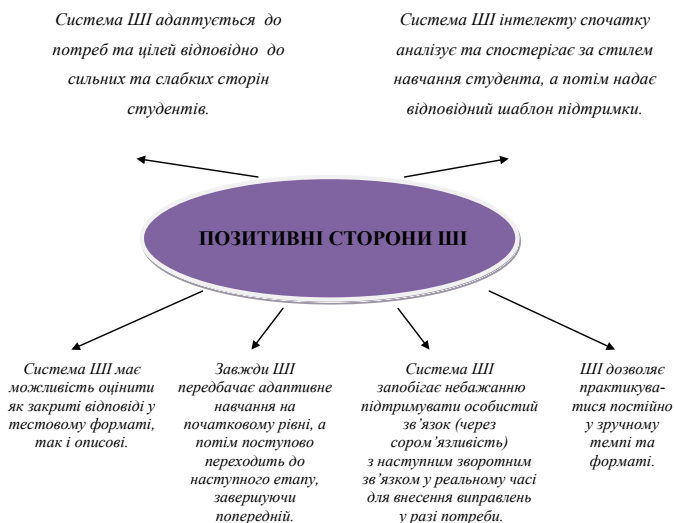 Система ШІ адаптується до
потреб та цілей відповідно до
сильних та слабких сторін
студентів.
Система ШІ інтелекту спочатку
аналізує та спостерігає за стилем
навчання студента, а потім надає
відповідний шаблон підтримки.
ПОЗИТИВНІ СТОРОНИ ШІ
Система ШІ має
можливість оцінити
як закриті відповіді у
тестовому форматі,
так і описові.
Завжди ШІ
передбачає адаптивне
навчання на
початковому рівні, а
потім поступово
переходить до
наступного етапу,
завершуючи
попередній.
Система ШІ
запобігає небажанню
підтримувати особистий
зв’язок (через
сором’язливість)
з наступним зворотним
зв’язком у реальному часі
для внесення виправлень
у разі потреби.
ШІ дозволяє
практикува-
тися постійно
у зручному
темпі та
форматі.